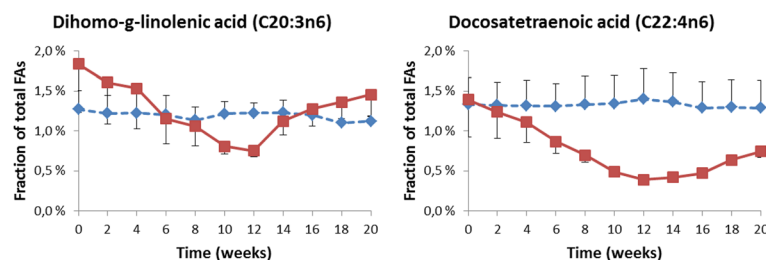 Dihomo-g-linolenic acid (C20:3n6)
Fraction of total FAs
2,0 %
1,5 %
1,0 %
0,5 %
0,0 %
0 2 4 6 8 10 12 14 16 18 20
Time (weeks)
Docosatetraenoic acid (C22:4n6)
Fraction of total FAs
2,0 %
1,5 %
1,0 %
0,5 %
0,0 %
0 2 4 6 8 10 12 14 16 18 20
Time (weeks)